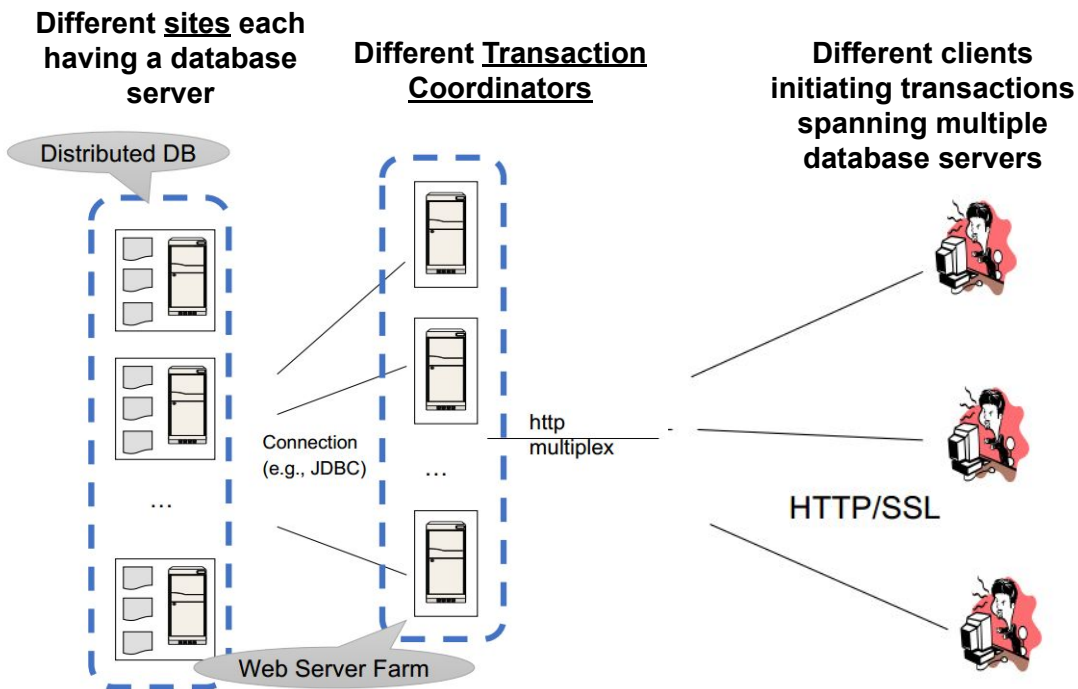 Different sites each
having a database
server
Different Transaction
Coordinators
Different clients
initiating transactions
spanning multiple
database servers
Distributed DB
Connection
(e.g., JDBC)
http
multiplex
...
...
HTTP/SSL
Web Server Farm